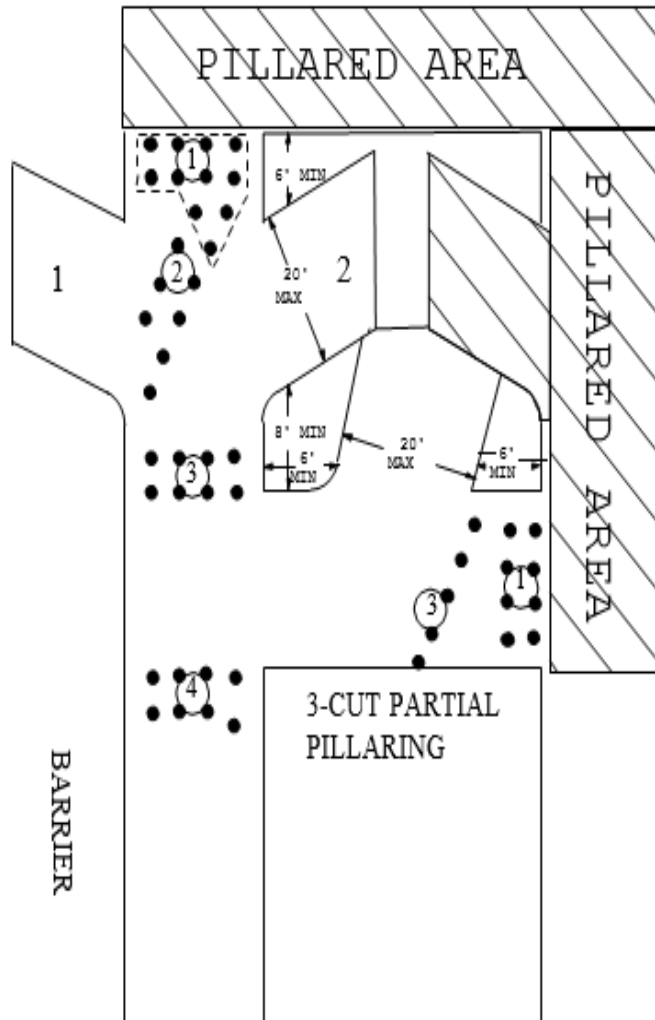 PILLARED AREA
1
6' MIN
PILLARED AREA
1
2
2
20'
MAX
8' MIN
6'
MIN
20'
MAX
6'
MIN
3
1
3
4
3-CUT PARTIAL
PILLARING
BARRIER